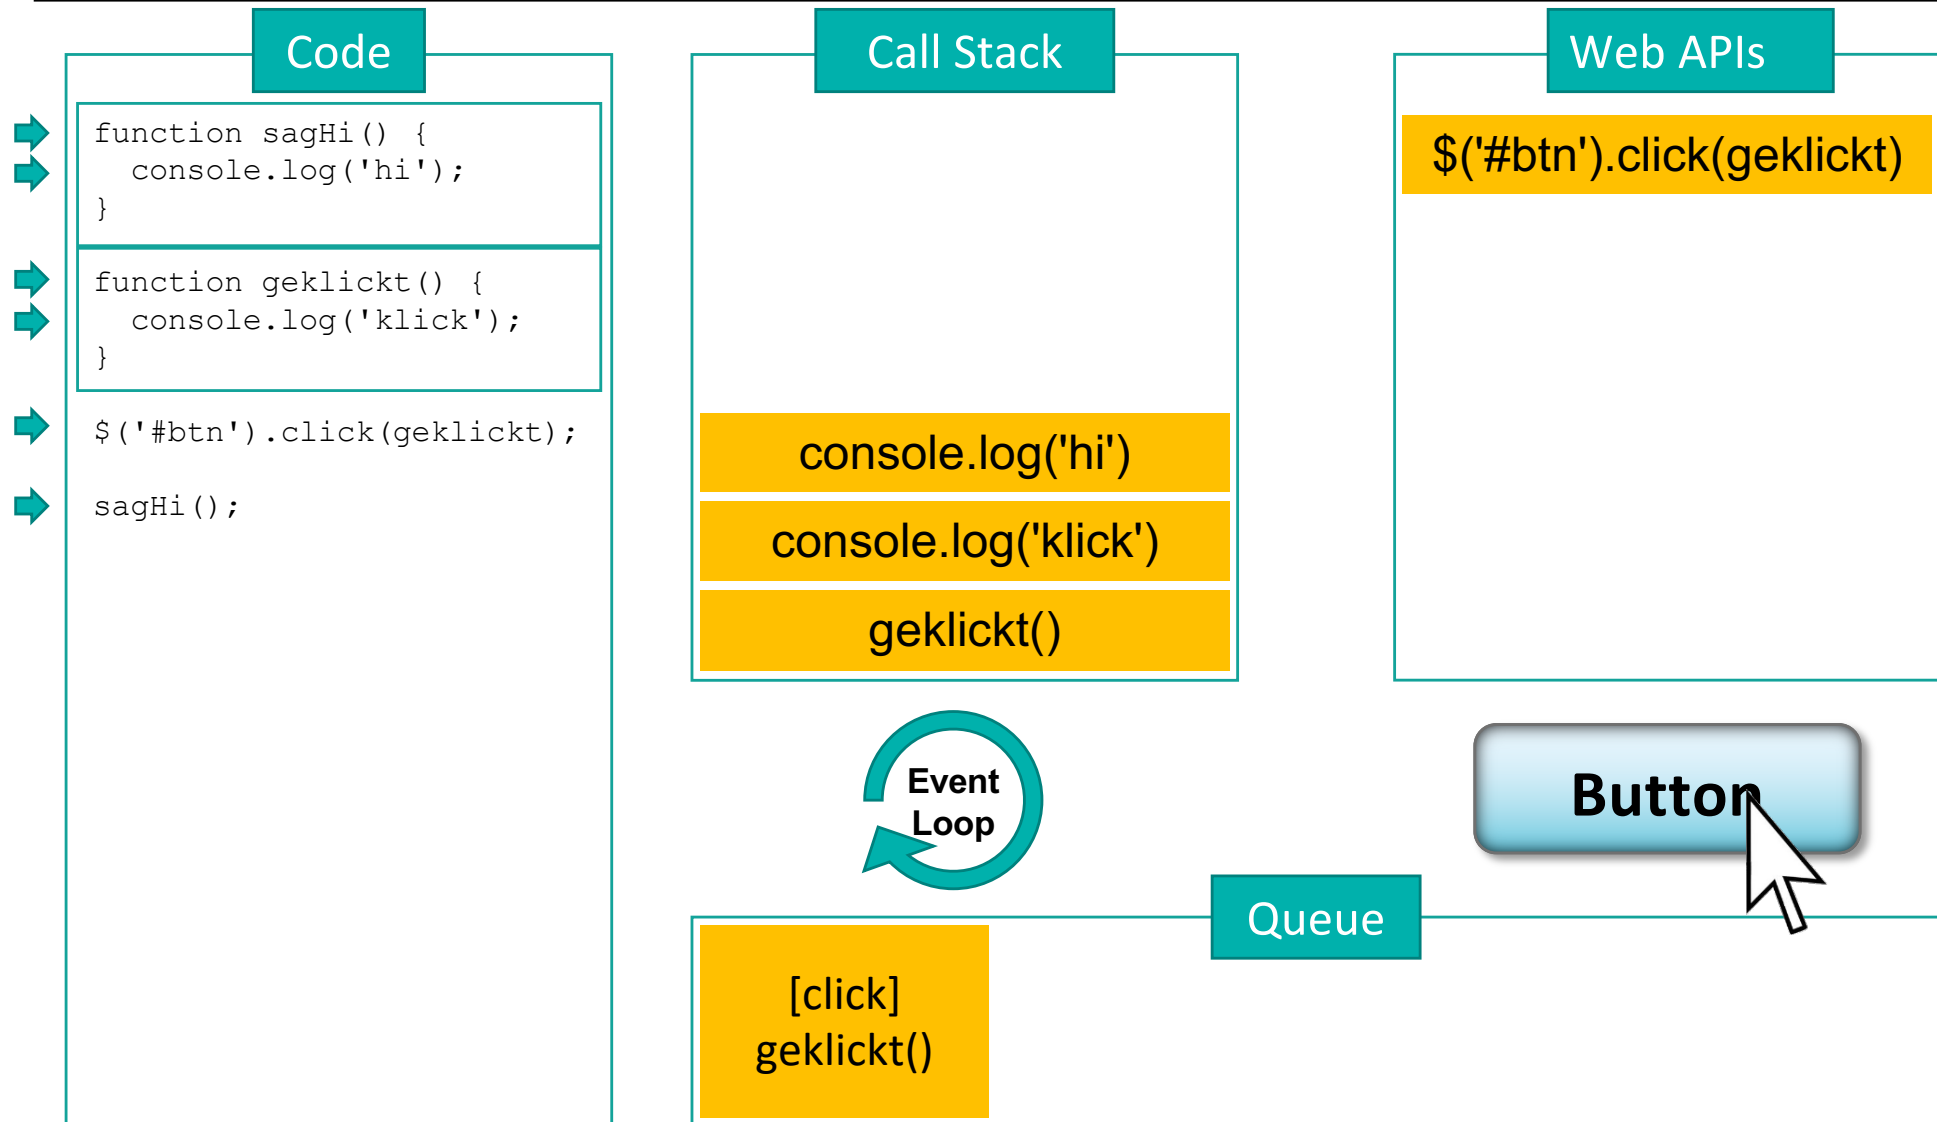 Code
function sagHi() {
  console.log('hi');
}
function geklickt() {
  console.log('klick');
}
$('#btn').click(geklickt);
sagHi();
Call Stack
console.log('hi')
console.log('klick')
geklickt()
Web APIs
$('#btn').click(geklickt)
Event
Loop
Button
Queue
[click]
geklickt()